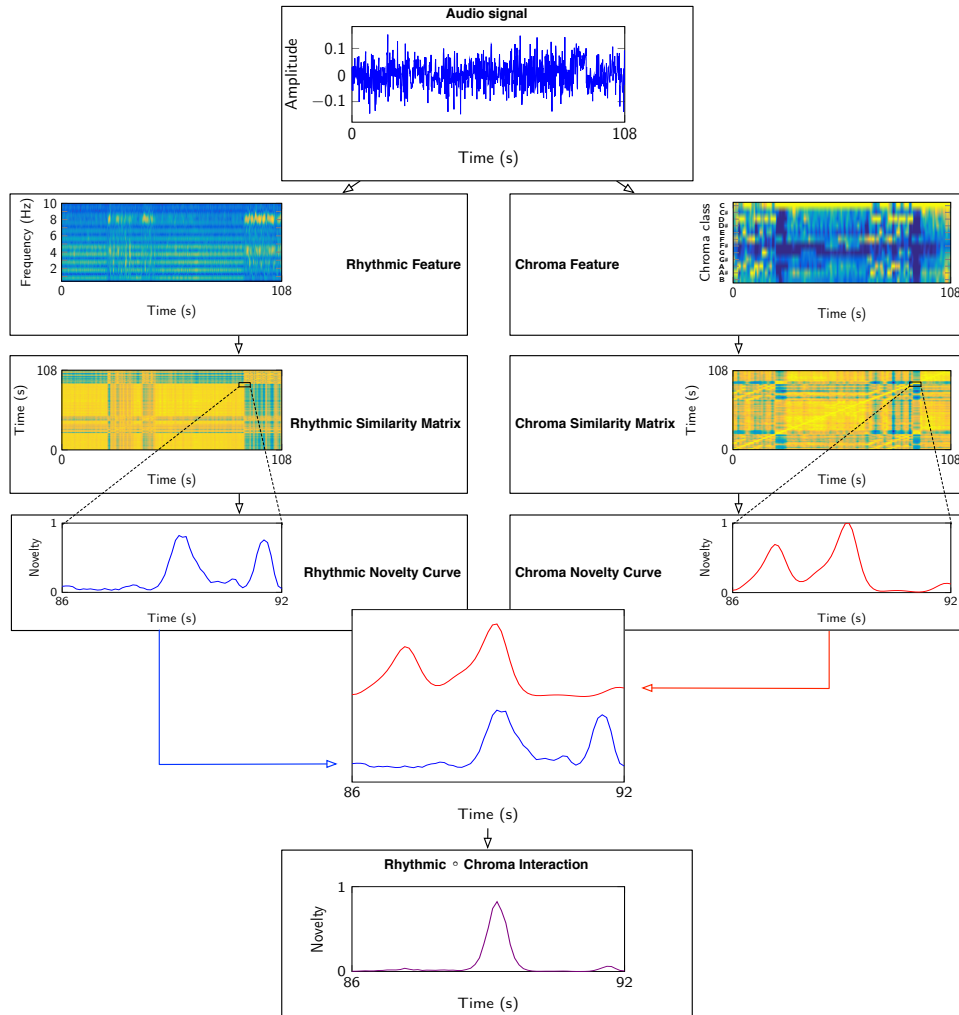 Audio signal
Amplitude
0.1
0
−0.1
0 108
Time (s)
Frequency (Hz)
10
8
6
4
2
0 108
Time (s)
Rhythmic Feature
Chroma Feature
Chroma class
C
C#
D
D#
E
F
F#
G
G#
A
A#
B
0 108
Time (s)
Time (s)
108
0
0 108
Time (s)
Rhythmic Similarity Matrix
Chroma Similarity Matrix
Time (s)
108
0
0 108
Time (s)
Novelty
1
0
86 92
Time (s)
Rhythmic Novelty Curve
Chroma Novelty Curve
Novelty
1
0
86 92
Time (s)
86 92
Time (s)
Rhythmic ∘ Chroma Interaction
Novelty
1
0
86 92
Time (s)